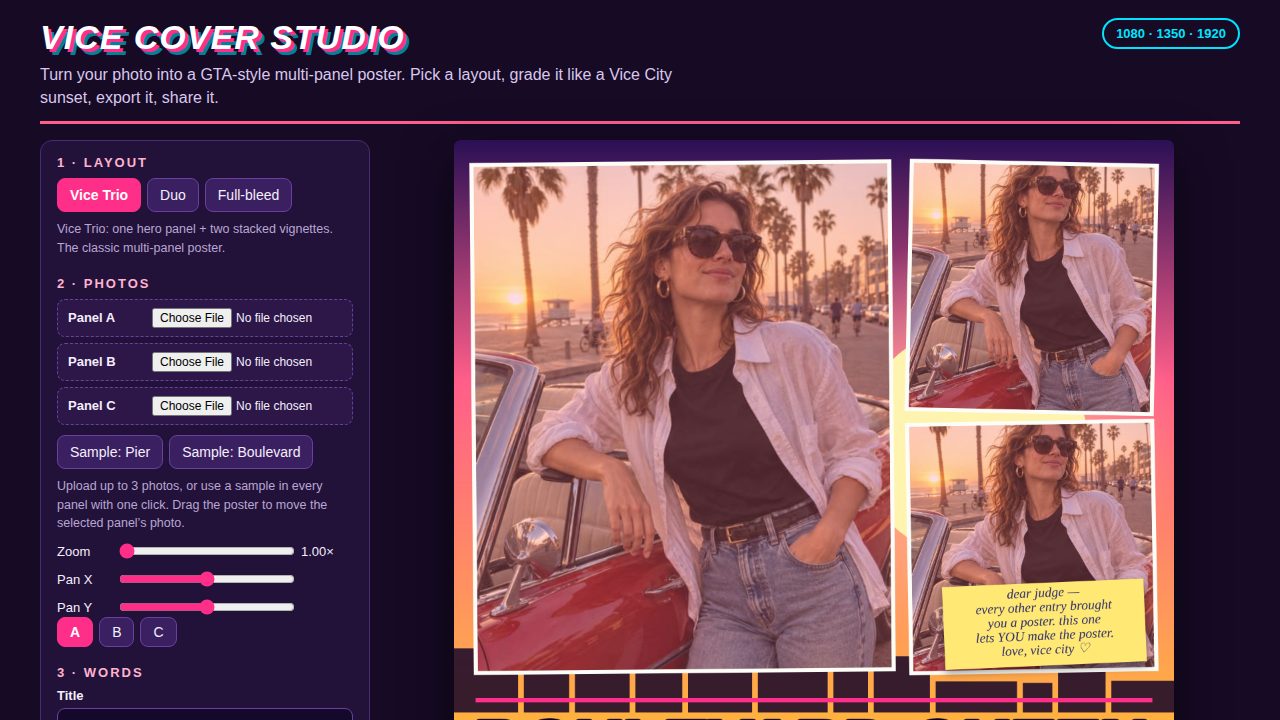 VICE COVER STUDIO
1080 · 1350 · 1920
Turn your photo into a GTA-style multi-panel poster. Pick a layout, grade it like a Vice City
sunset, export it, share it.
1 · LAYOUT
Vice Trio
Duo
Full-bleed
Vice Trio: one hero panel + two stacked vignettes.
The classic multi-panel poster.
2 · PHOTOS
Panel A
Choose File
No file chosen
Panel B
Choose File
No file chosen
Panel C
Choose File
No file chosen
Sample: Pier
Sample: Boulevard
Upload up to 3 photos, or use a sample in every
panel with one click. Drag the poster to move the
selected panel's photo.
Zoom
1.00×
Pan X
Pan Y
A
B
C
3 · WORDS
Title
dear judge —
every other entry brought
you a poster. this one
lets YOU make the poster.
love, vice city ♡